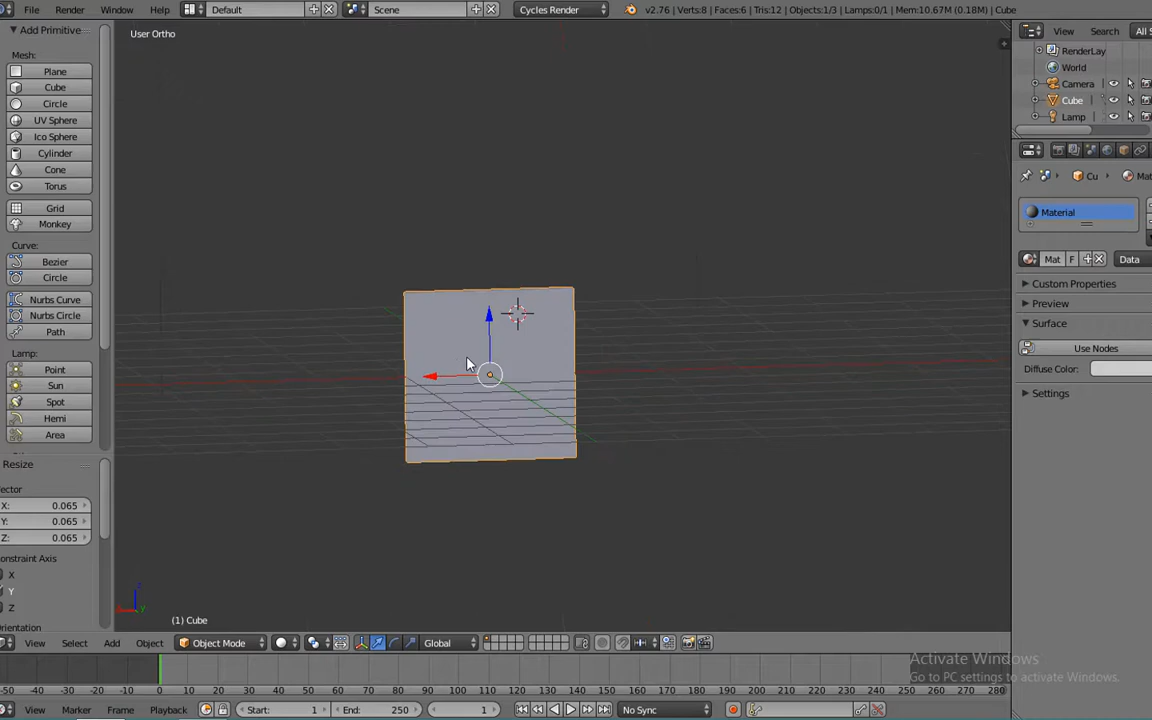 File Render Window Help Default Scene Cycles Render v2.76 | Verts:8 | Faces:6 | Tris:12 | Objects:1/3 | Lamps:0/1 | Mem:10.67M (0.18M) | Cube
Add Primitive
Mesh:
Plane
Cube
Circle
UV Sphere
Ico Sphere
Cylinder
Cone
Torus
Grid
Monkey
Curve:
Bezier
Circle
Nurbs Curve
Nurbs Circle
Path
Lamp:
Point
Sun
Spot
Hemi
Area
Resize
X: 0.065
Y: 0.065
Z: 0.065
onstraint Axis
X
Y
Z
Orientation
User Ortho
(1) Cube
View Select Add Object Object Mode Global
View Search All S
RenderLay
World
Camera
Cube
Lamp
Cu Mat
Material
Mat F Data
Custom Properties
Preview
Surface
Use Nodes
Diffuse Color:
Settings
Activate Windows
Go to PC settings to activate Windows.
-50 -40 -30 -20 -10 0 10 20 30 40 50 60 70 80 90 100 110 120 130 140 150 160 170 180 190 200 210 220 230 240 250 260 270 280
View Marker Frame Playback Start: 1 End: 250 1 No Sync